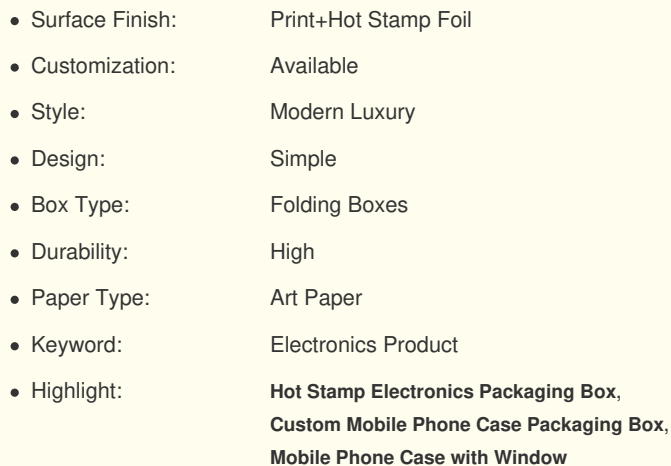 • Surface Finish: Print+Hot Stamp Foil
• Customization: Available
• Style: Modern Luxury
• Design: Simple
• Box Type: Folding Boxes
• Durability: High
• Paper Type: Art Paper
• Keyword: Electronics Product
• Highlight: Hot Stamp Electronics Packaging Box,
Custom Mobile Phone Case Packaging Box,
Mobile Phone Case with Window